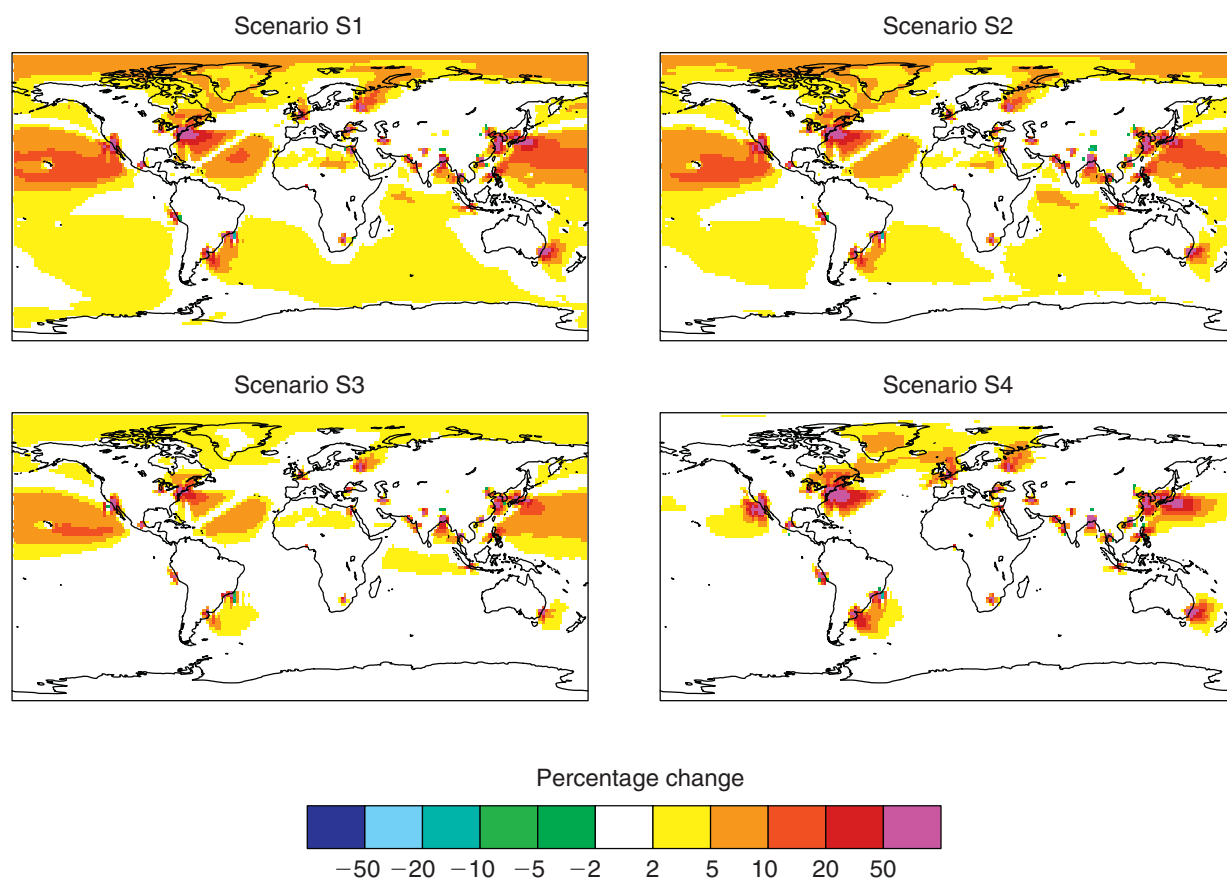 Scenario S1
Scenario S2
Scenario S3
Scenario S4
Percentage change
−50 −20 −10 −5 −2 2 5 10 20 50